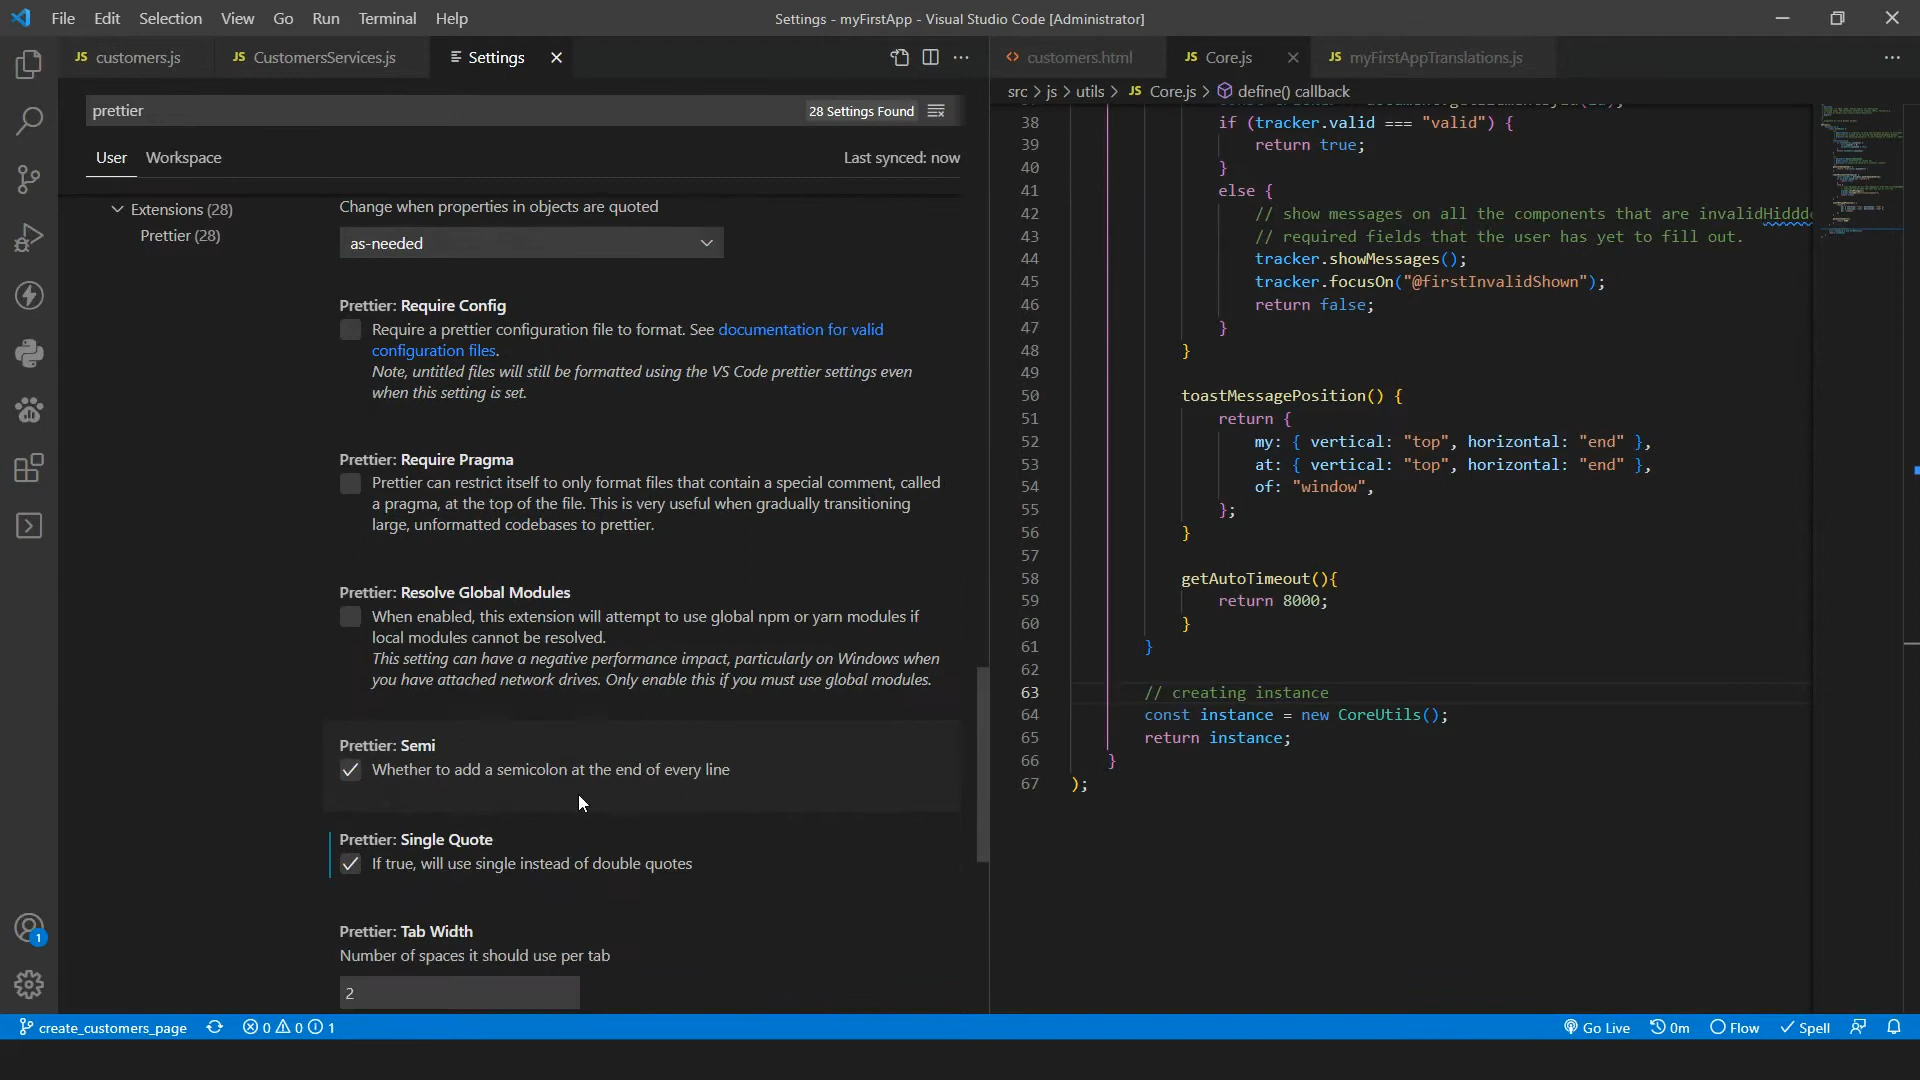 File Edit Selection View Go Run Terminal Help
Settings - myFirstApp - Visual Studio Code [Administrator]
JS customers.js
JS CustomersServices.js
Settings
customers.html
JS Core.js
JS myFirstAppTranslations.js
prettier
28 Settings Found
User Workspace
Last synced: now
Extensions (28)
Prettier (28)
Change when properties in objects are quoted
as-needed
Prettier: Require Config
Require a prettier configuration file to format. See documentation for valid
configuration files.
Note, untitled files will still be formatted using the VS Code prettier settings even
when this setting is set.
Prettier: Require Pragma
Prettier can restrict itself to only format files that contain a special comment, called
a pragma, at the top of the file. This is very useful when gradually transitioning
large, unformatted codebases to prettier.
Prettier: Resolve Global Modules
When enabled, this extension will attempt to use global npm or yarn modules if
local modules cannot be resolved.
This setting can have a negative performance impact, particularly on Windows when
you have attached network drives. Only enable this if you must use global modules.
Prettier: Semi
Whether to add a semicolon at the end of every line
Prettier: Single Quote
If true, will use single instead of double quotes
Prettier: Tab Width
Number of spaces it should use per tab
2
src > js > utils > JS Core.js > define() callback
38 if (tracker.valid === "valid") {
39 return true;
40 }
41 else {
42 // show messages on all the components that are invalidHidd
43 // required fields that the user has yet to fill out.
44 tracker.showMessages();
45 tracker.focusOn("@firstInvalidShown");
46 return false;
47 }
48 }
49
50 toastMessagePosition() {
51 return {
52 my: { vertical: "top", horizontal: "end" },
53 at: { vertical: "top", horizontal: "end" },
54 of: "window",
55 };
56 }
57
58 getAutoTimeout(){
59 return 8000;
60 }
61 }
62
63 // creating instance
64 const instance = new CoreUtils();
65 return instance;
66 }
67 );
1
create_customers_page 0 0 1
Go Live 0m Flow Spell